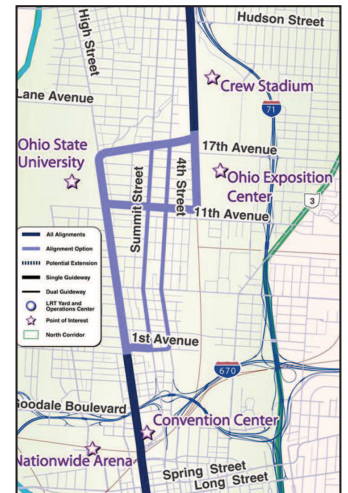 High Street
Hudson Street
Crew Stadium
Lane Avenue
71
Ohio State
University
17th Avenue
4th Street
Summit Street
Ohio Exposition
Center
3
11th Avenue
All Alignments
Alignment Option
Potential Extension
Single Guideway
Dual Guideway
LRT Yard and
Operations Center
Point of Interest
North Corridor
1st Avenue
670
Goodale Boulevard
Convention Center
Nationwide Arena
Spring Street
Long Street